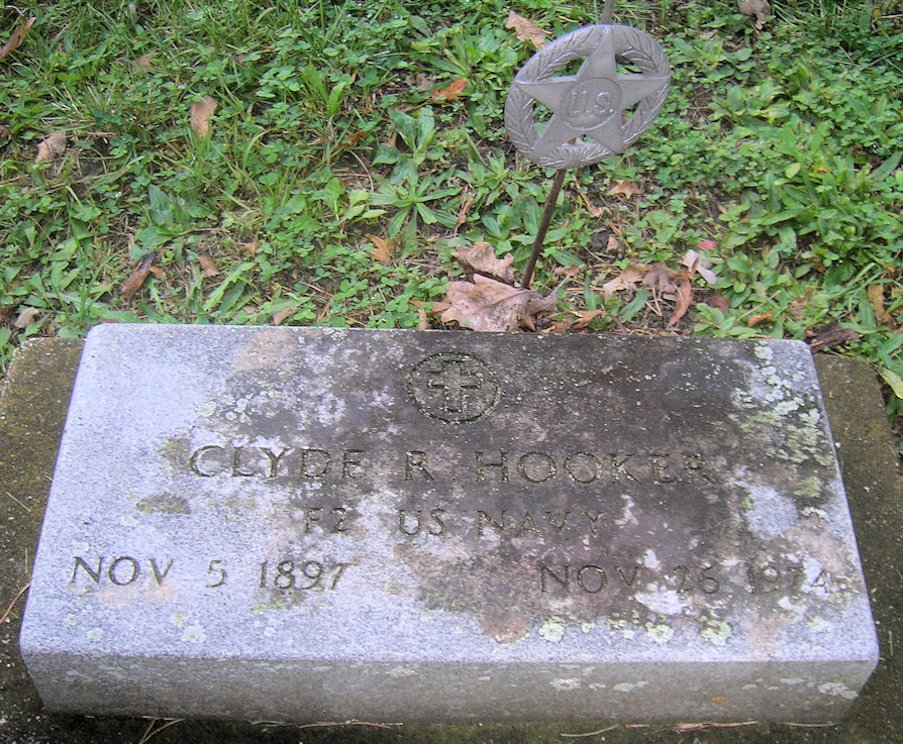 U.S
CLYDE R HOOKER
F2 US NAVY
NOV 5 1897 NOV 26 1974